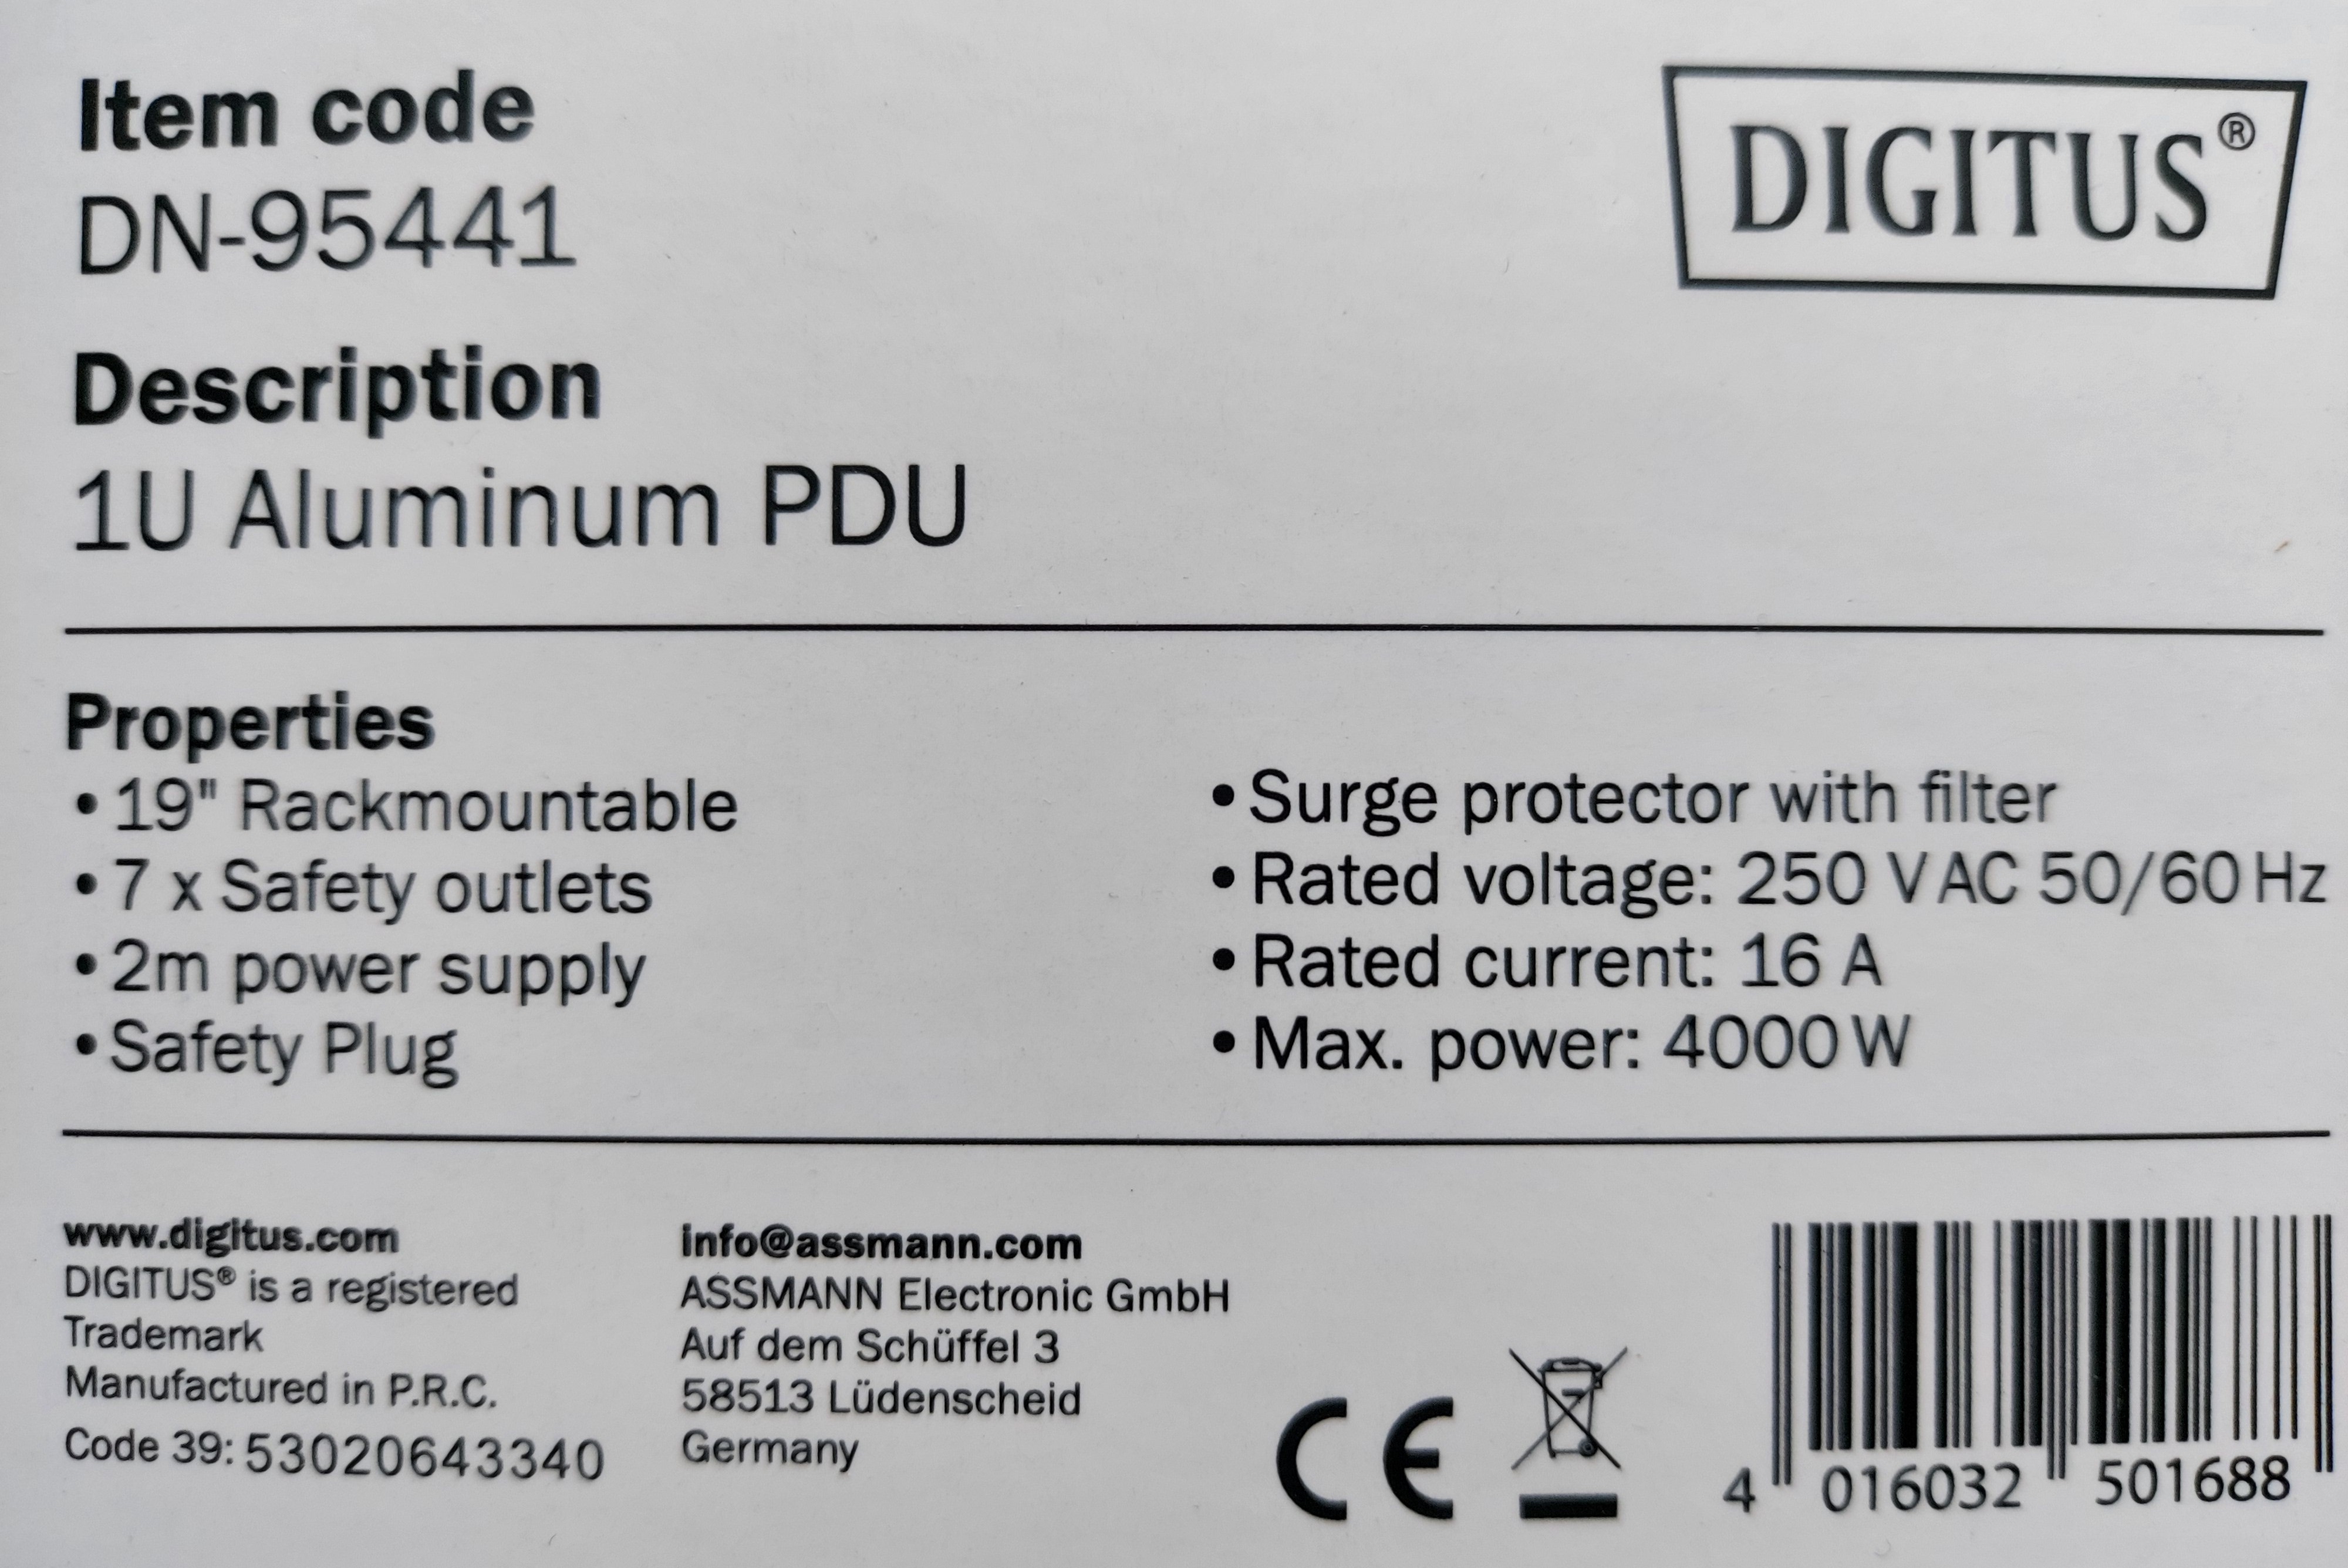 Item code
DN-95441
DIGITUS®
Description
1U Aluminum PDU
Properties
• 19" Rackmountable
• 7 x Safety outlets
• 2m power supply
• Safety Plug
• Surge protector with filter
• Rated voltage: 250 V AC 50/60 Hz
• Rated current: 16 A
• Max. power: 4000 W
www.digitus.com
DIGITUS® is a registered
Trademark
Manufactured in P.R.C.
Code 39: 53020643340
info@assmann.com
ASSMANN Electronic GmbH
Auf dem Schüffel 3
58513 Lüdenscheid
Germany
CE
4 016032 501688